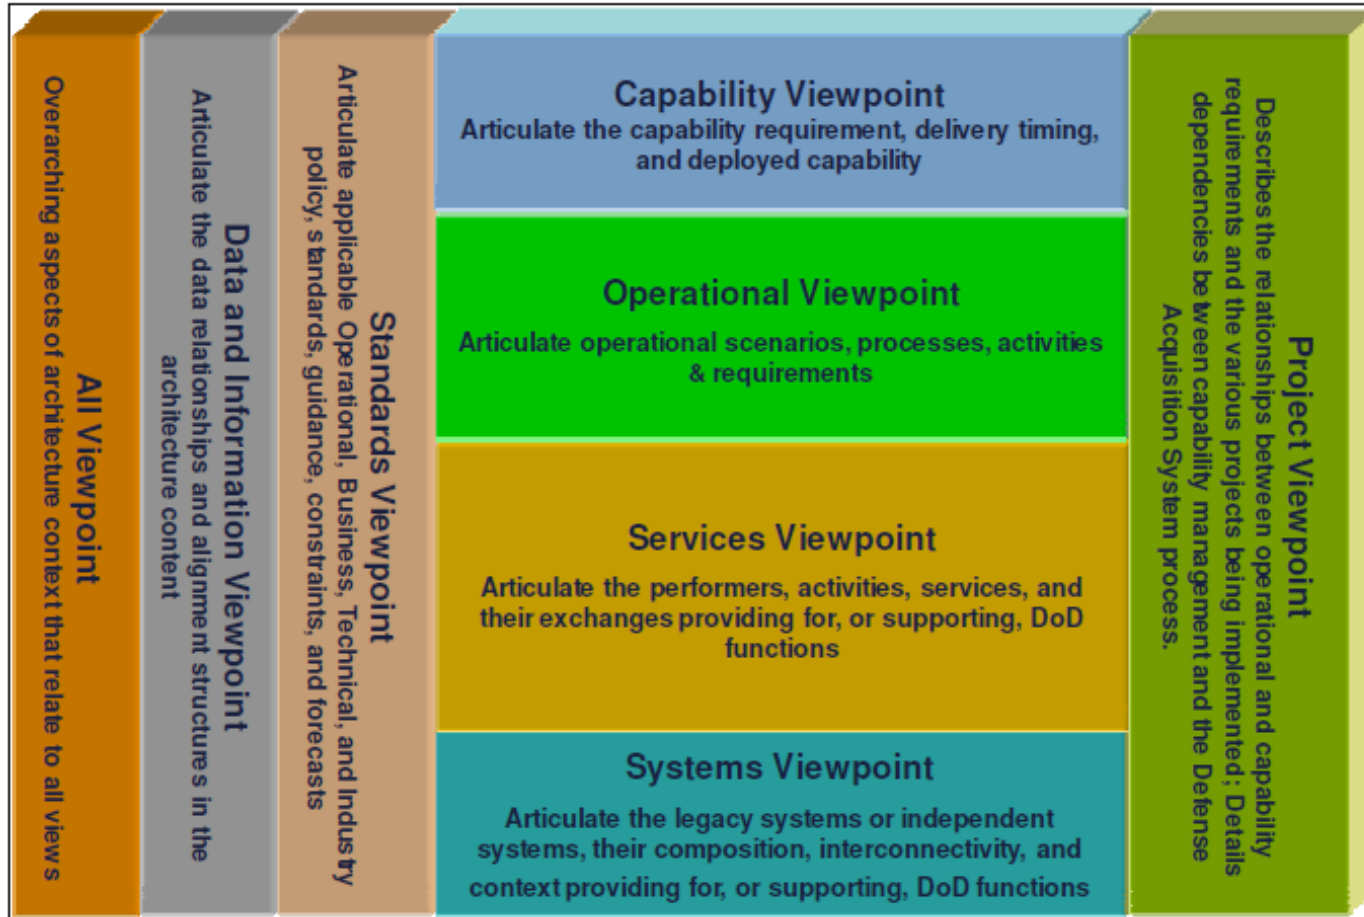 All Viewpoint
Overarching aspects of architecture context that relate to all views
Data and Information Viewpoint
Articulate the data relationships and alignment structures in the
architecture content
Standards Viewpoint
Articulate applicable Operational, Business, Technical, and Industry
policy, standards, guidance, constraints, and forecasts
Capability Viewpoint
Articulate the capability requirement, delivery timing,
and deployed capability
Operational Viewpoint
Articulate operational scenarios, processes, activities
& requirements
Services Viewpoint
Articulate the performers, activities, services, and
their exchanges providing for, or supporting, DoD
functions
Systems Viewpoint
Articulate the legacy systems or independent
systems, their composition, interconnectivity, and
context providing for, or supporting, DoD functions
Project Viewpoint
Describes the relationships between operational and capability
requirements and the various projects being implemented; Details
dependencies between capability management and the Defense
Acquisition System process.